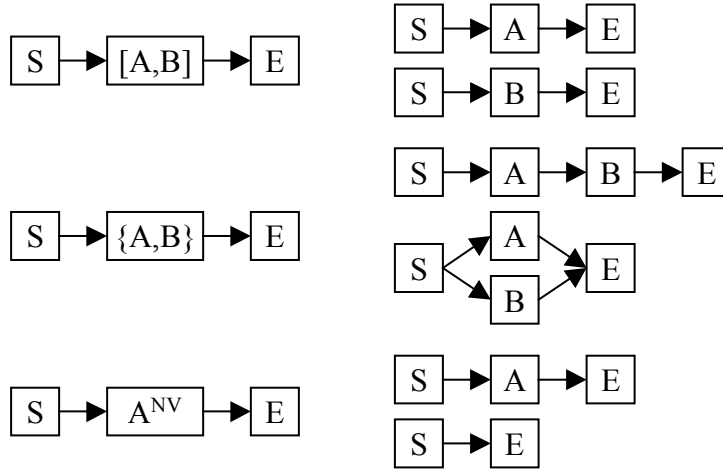 S [A,B] E
S A E
S B E
S {A,B} E
S A B E
S A B E
S A^NV E
S A E
S E